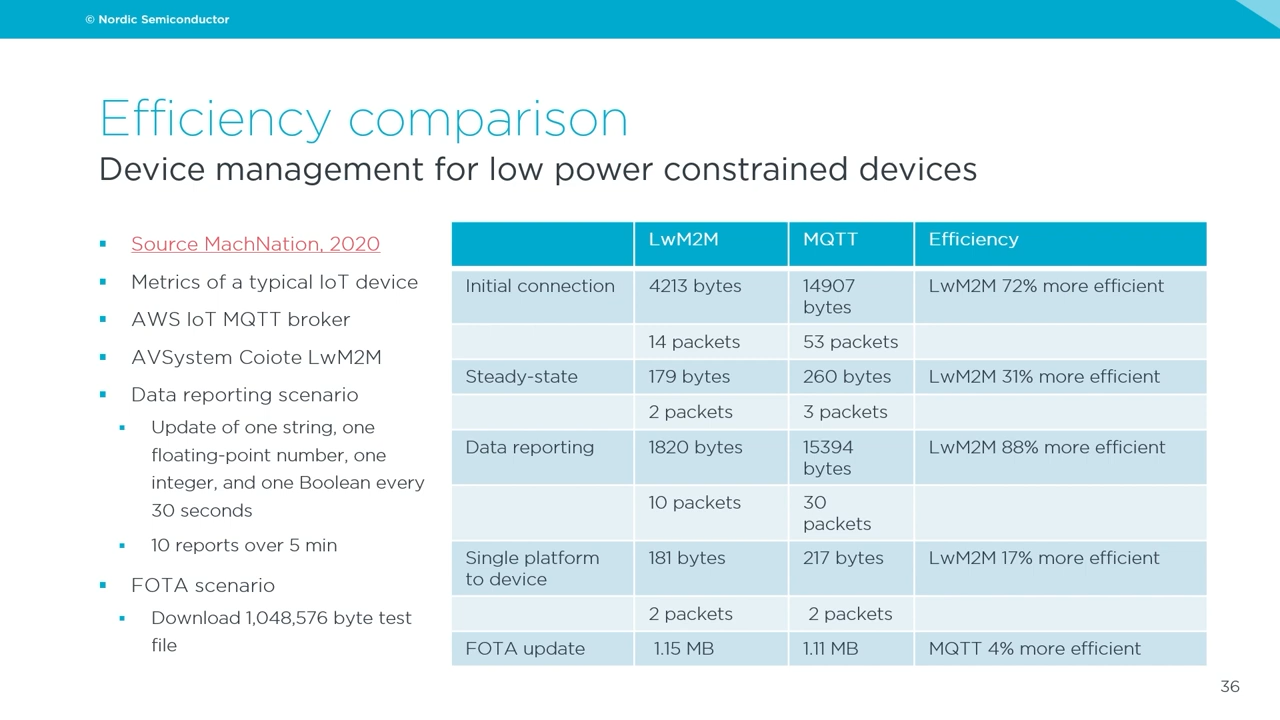 © Nordic Semiconductor
Efficiency comparison
Device management for low power constrained devices
▪ Source MachNation, 2020
▪ Metrics of a typical IoT device
▪ AWS IoT MQTT broker
▪ AVSystem Coiote LwM2M
▪ Data reporting scenario
▪ Update of one string, one
floating-point number, one
integer, and one Boolean every
30 seconds
▪ 10 reports over 5 min
▪ FOTA scenario
▪ Download 1,048,576 byte test
file
LwM2M MQTT Efficiency
Initial connection 4213 bytes 14907 LwM2M 72% more efficient
bytes
14 packets 53 packets
Steady-state 179 bytes 260 bytes LwM2M 31% more efficient
2 packets 3 packets
Data reporting 1820 bytes 15394 LwM2M 88% more efficient
bytes
10 packets 30
packets
Single platform 181 bytes 217 bytes LwM2M 17% more efficient
to device
2 packets 2 packets
FOTA update 1.15 MB 1.11 MB MQTT 4% more efficient
36